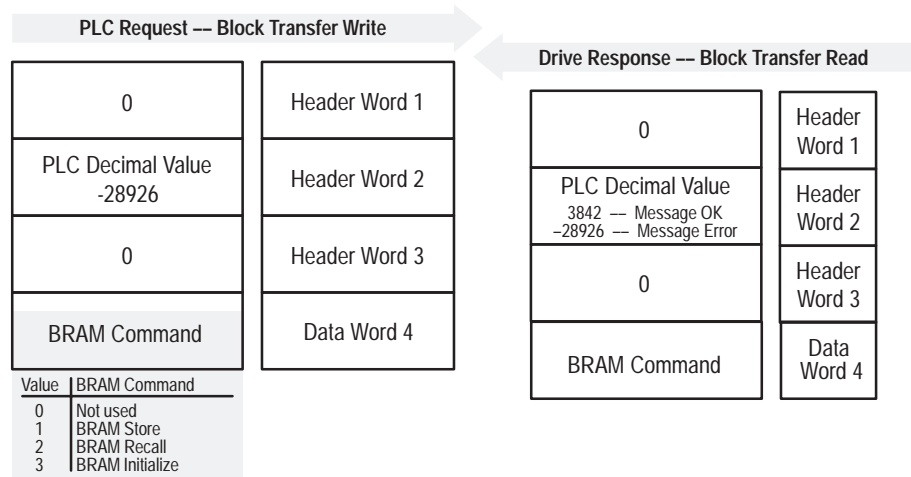 PLC Request –– Block Transfer Write
0
Header Word 1
PLC Decimal Value
-28926
Header Word 2
0
Header Word 3
BRAM Command
Data Word 4
Value BRAM Command
0 Not used
1 BRAM Store
2 BRAM Recall
3 BRAM Initialize
Drive Response –– Block Transfer Read
0
Header
Word 1
PLC Decimal Value
3842 –– Message OK
–28926 –– Message Error
Header
Word 2
0
Header
Word 3
BRAM Command
Data
Word 4